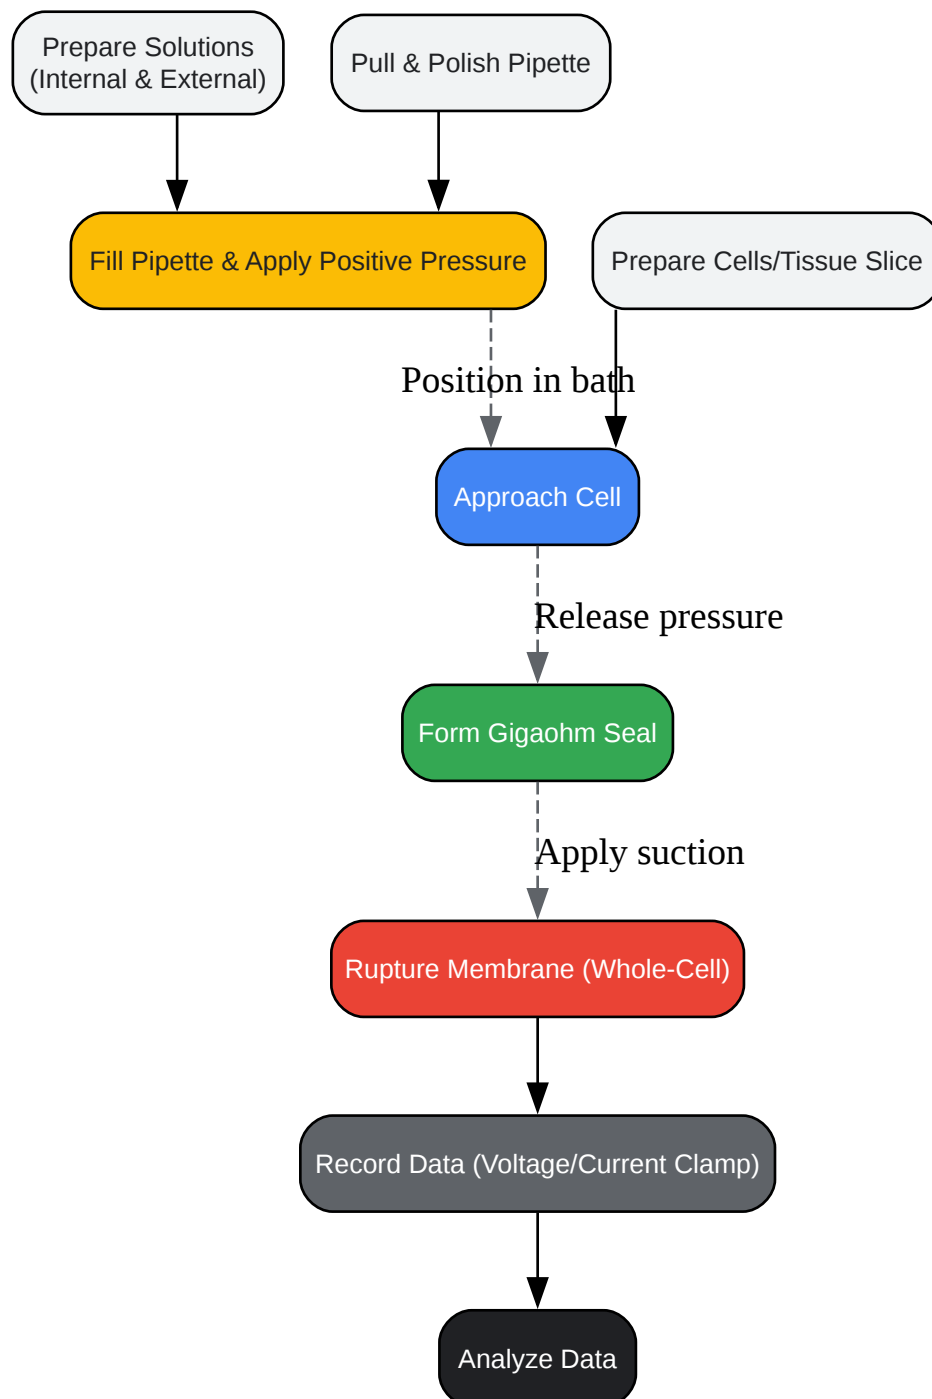 Prepare Solutions
(Internal & External)
Pull & Polish Pipette
Fill Pipette & Apply Positive Pressure
Prepare Cells/Tissue Slice
Position in bath
Approach Cell
Release pressure
Form Gigaohm Seal
Apply suction
Rupture Membrane (Whole-Cell)
Record Data (Voltage/Current Clamp)
Analyze Data